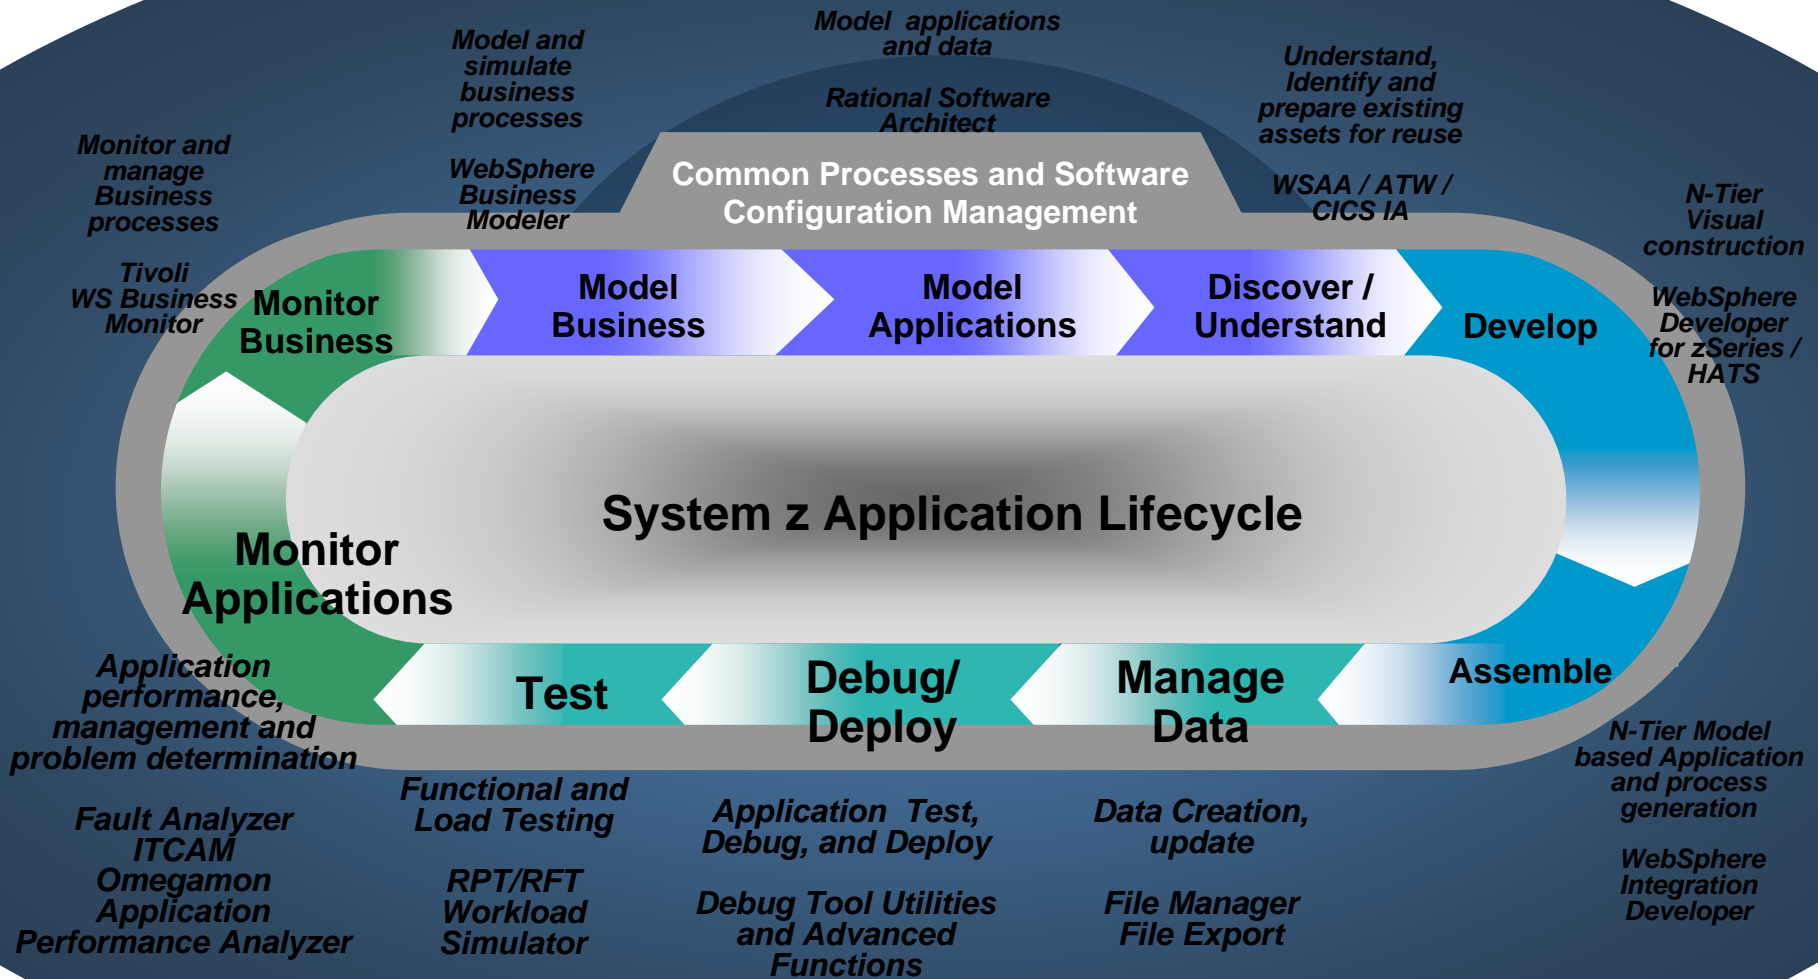 Model and
simulate
business
processes
WebSphere
Business
Modeler
Model applications
and data
Rational Software
Architect
Understand,
Identify and
prepare existing
assets for reuse
WSAA / ATW /
CICS IA
Monitor and
manage
Business
processes
Tivoli
WS Business
Monitor
N-Tier
Visual
construction
WebSphere
Developer
for zSeries /
HATS
Common Processes and Software
Configuration Management
Monitor
Business
Model
Business
Model
Applications
Discover /
Understand
Develop
System z Application Lifecycle
Monitor
Applications
Test
Debug/
Deploy
Manage
Data
Assemble
Application
performance,
management and
problem determination
Fault Analyzer
ITCAM
Omegamon
Application
Performance Analyzer
Functional and
Load Testing
RPT/RFT
Workload
Simulator
Application Test,
Debug, and Deploy
Debug Tool Utilities
and Advanced
Functions
Data Creation,
update
File Manager
File Export
N-Tier Model
based Application
and process
generation
WebSphere
Integration
Developer